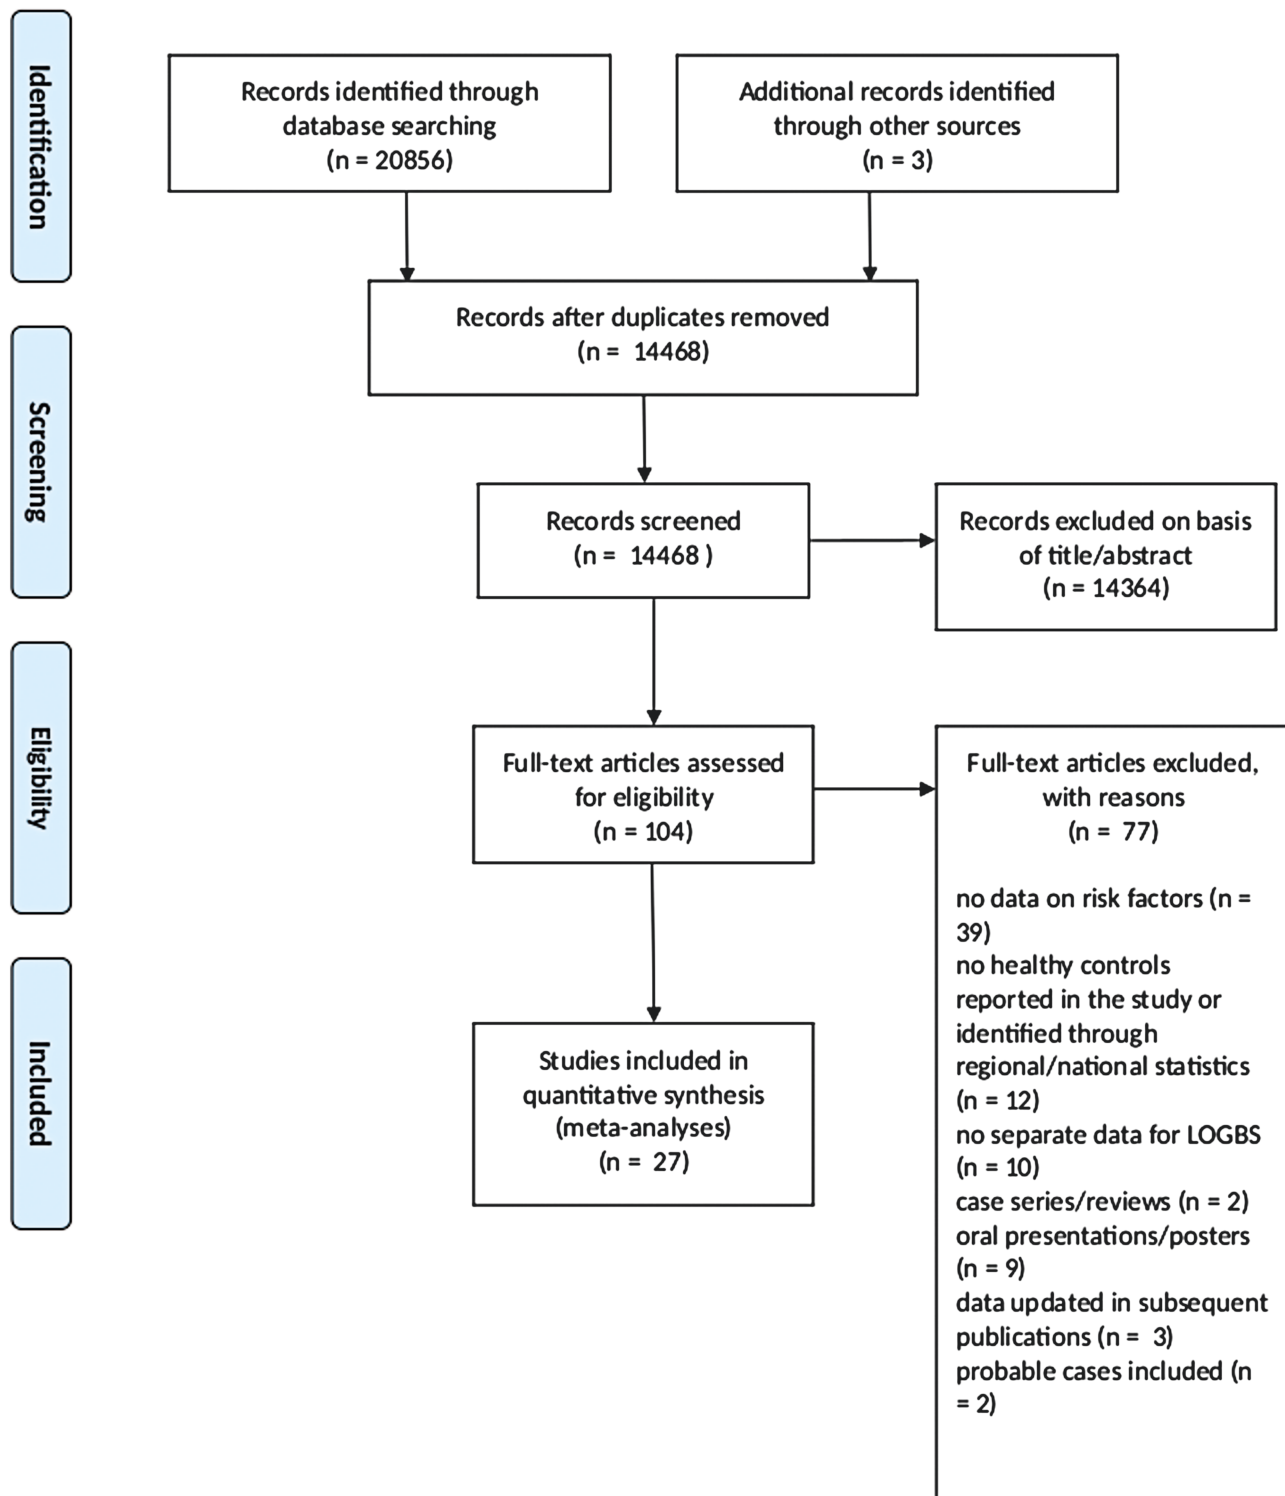 Identification
Records identified through
database searching
(n = 20856)
Additional records identified
through other sources
(n = 3)
Records after duplicates removed
(n = 14468)
Screening
Records screened
(n = 14468 )
Records excluded on basis
of title/abstract
(n = 14364)
Eligibility
Full-text articles assessed
for eligibility
(n = 104)
Full-text articles excluded,
with reasons
(n = 77)
no data on risk factors (n =
39)
no healthy controls
reported in the study or
identified through
regional/national statistics
(n = 12)
no separate data for LOGBS
(n = 10)
case series/reviews (n = 2)
oral presentations/posters
(n = 9)
data updated in subsequent
publications (n = 3)
probable cases included (n
= 2)
Included
Studies included in
quantitative synthesis
(meta-analyses)
(n = 27)